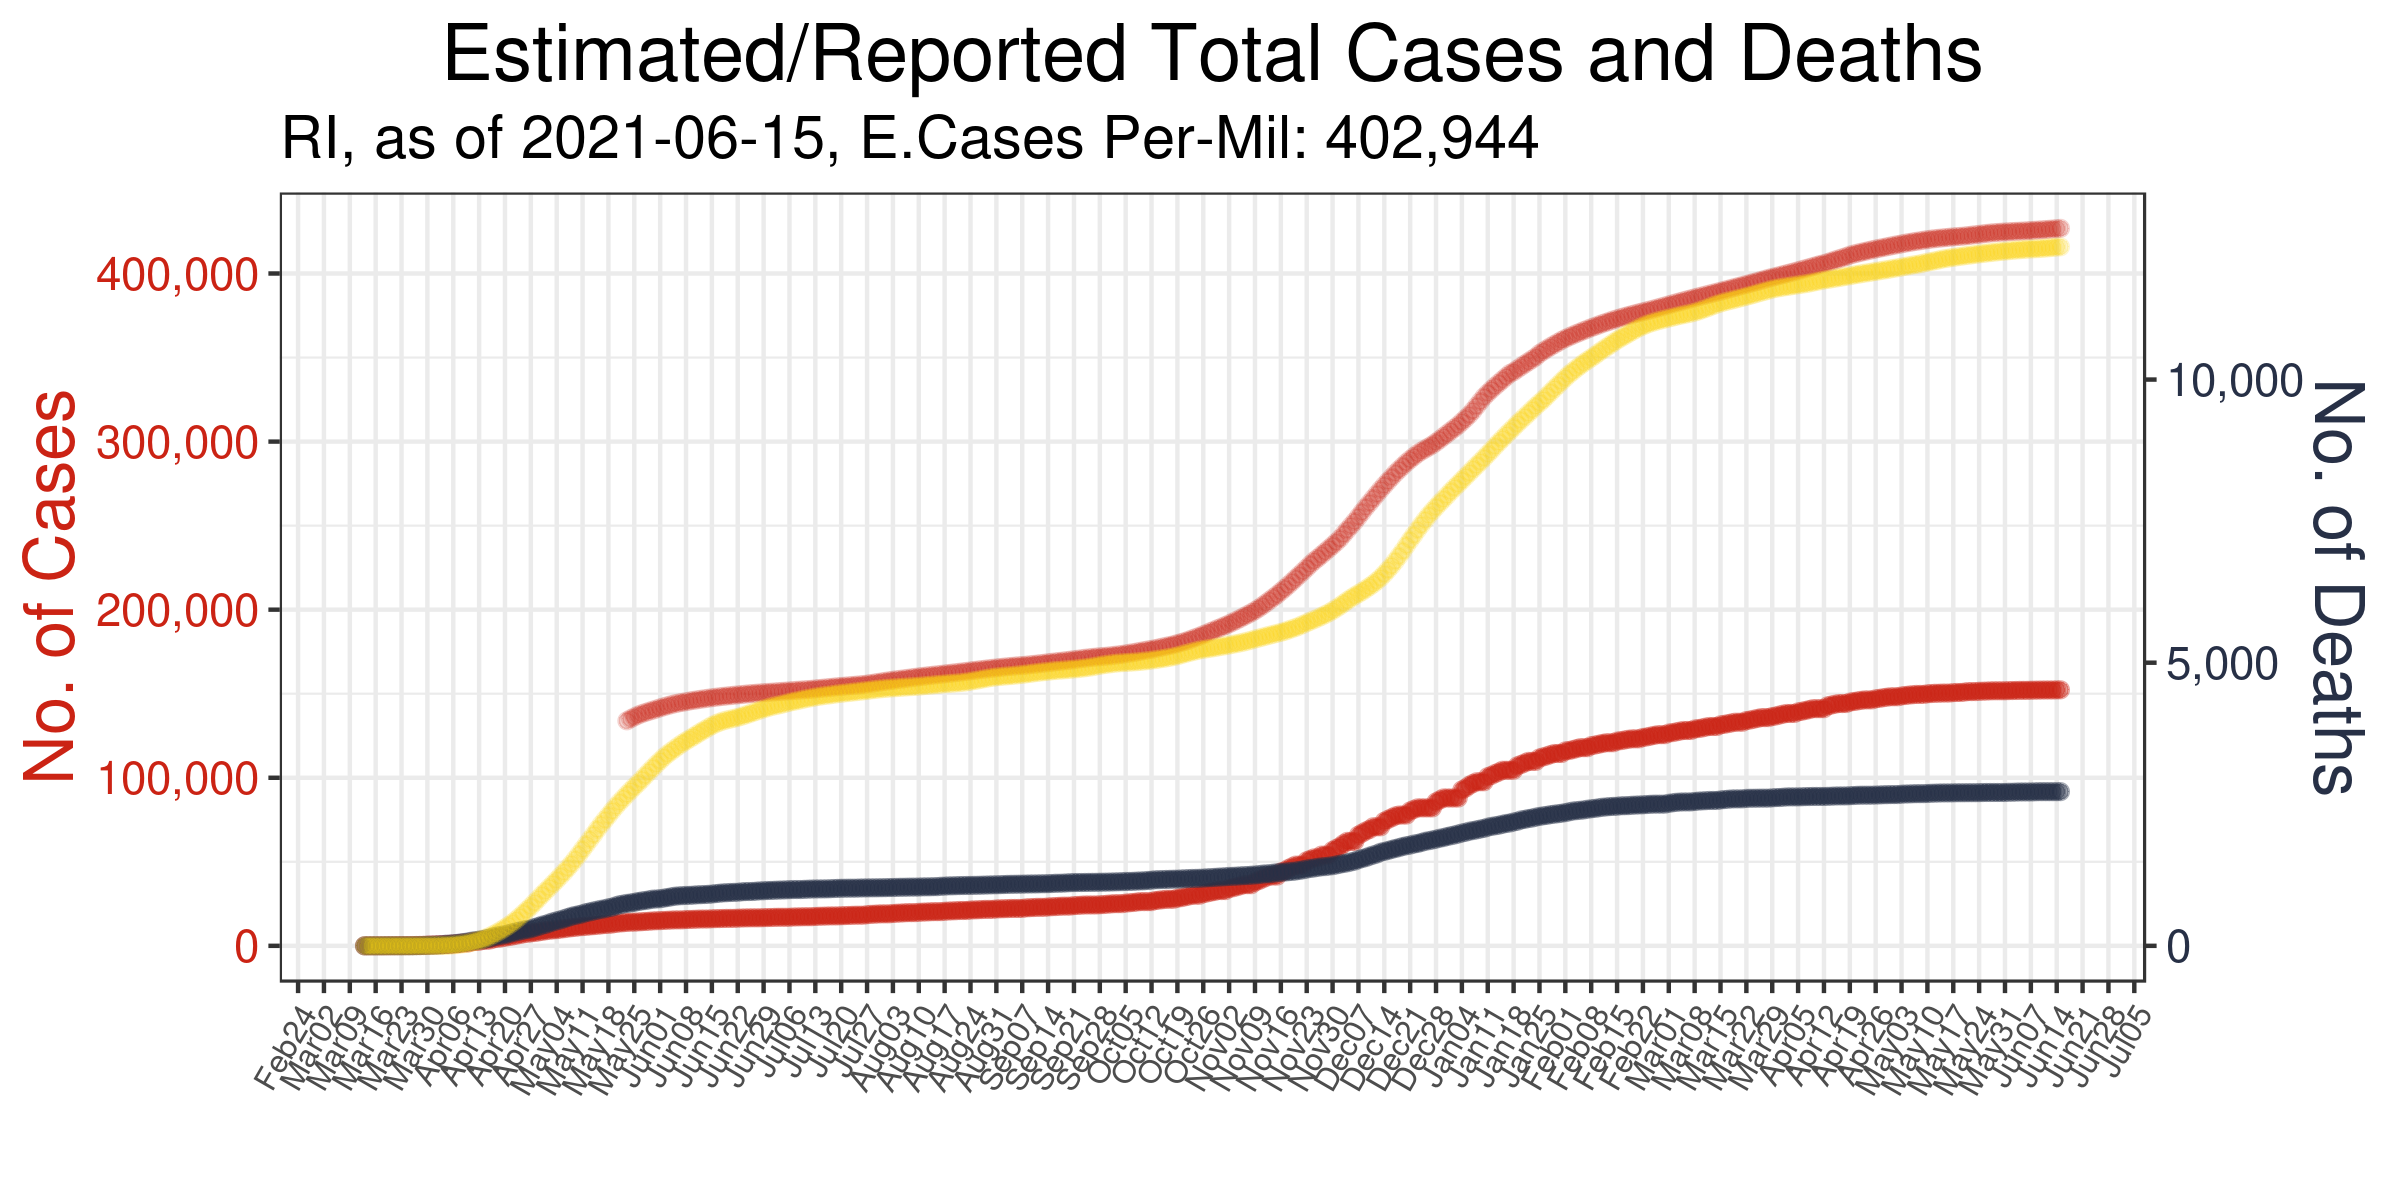 Estimated/Reported Total Cases and Deaths
RI, as of 2021-06-15, E.Cases Per-Mil: 402,944
No. of Cases
400,000
300,000
200,000
100,000
0
10,000
5,000
0
No. of Deaths
Feb24
Mar02
Mar09
Mar16
Mar23
Mar30
Apr06
Apr13
Apr20
Apr27
May04
May11
May18
May25
Jun01
Jun08
Jun15
Jun22
Jun29
Jul06
Jul13
Jul20
Jul27
Aug03
Aug10
Aug17
Aug24
Aug31
Sep07
Sep14
Sep21
Sep28
Oct05
Oct12
Oct19
Oct26
Nov02
Nov09
Nov16
Nov23
Nov30
Dec07
Dec14
Dec21
Dec28
Dec04
Jan11
Jan18
Jan25
Feb01
Feb08
Feb15
Feb22
Mar01
Mar08
Mar15
Mar22
Mar29
Apr05
Apr12
Apr19
Apr26
May03
May10
May17
May24
May31
Jun07
Jun14
Jun21
Jun28
Jul05